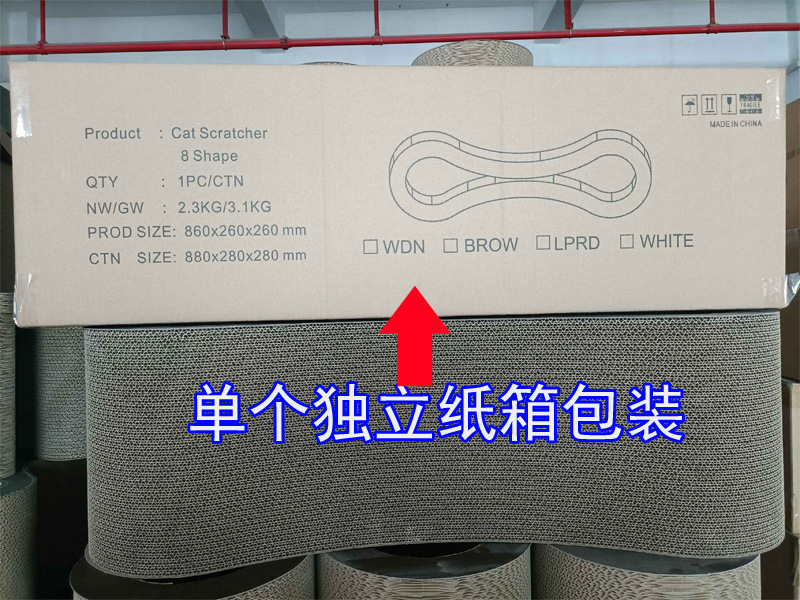 FRAGILE
MADE IN CHINA
Product : Cat Scratcher
8 Shape
QTY : 1PC/CTN
NW/GW : 2.3KG/3.1KG
PROD SIZE: 860x260x260 mm
CTN SIZE: 880x280x280 mm
☐ WDN ☐ BROW ☐ LPRD ☐ WHITE
单个独立纸箱包装